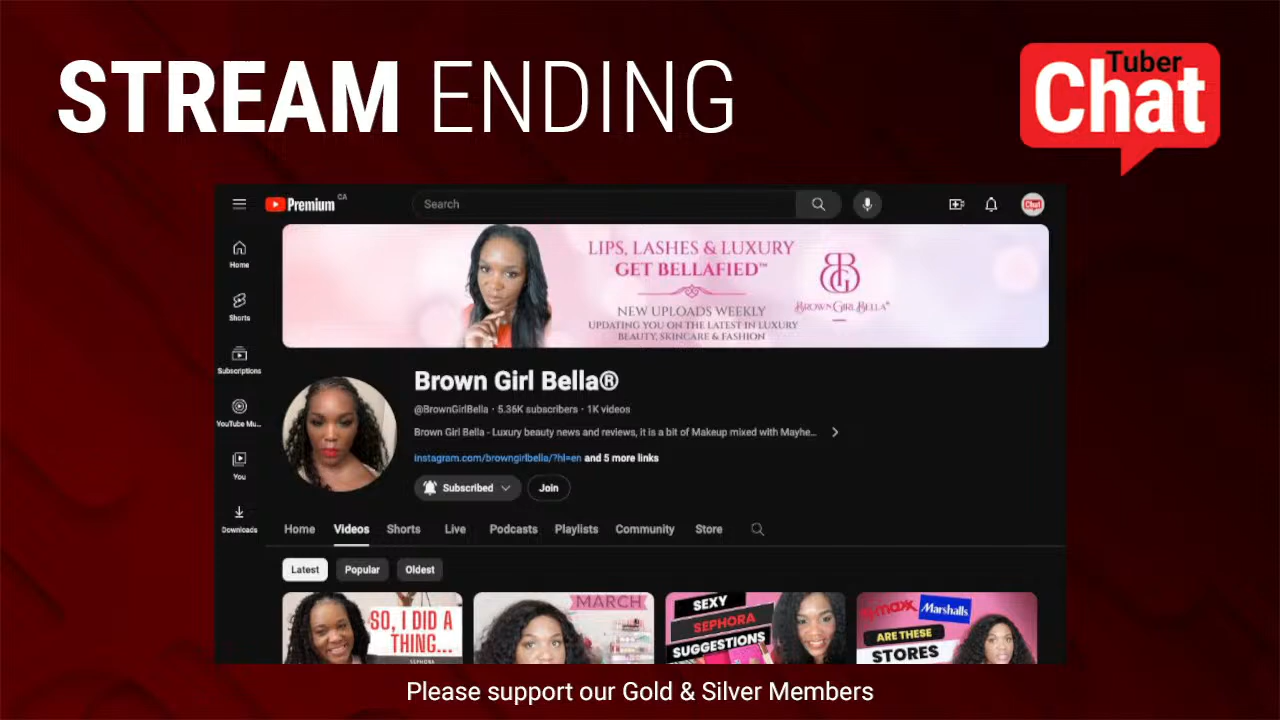 STREAM ENDING
Tuber
Chat
Premium CA
Search
Chat
Home
Shorts
Subscriptions
YouTube Mu...
You
Downloads
LIPS, LASHES & LUXURY
GET BELLAFIED™
NEW UPLOADS WEEKLY
UPDATING YOU ON THE LATEST IN LUXURY
BEAUTY, SKINCARE & FASHION
BG
BROWN GIRL BELLA®
Brown Girl Bella®
@BrownGirlBella · 5.36K subscribers · 1K videos
Brown Girl Bella - Luxury beauty news and reviews, it is a bit of Makeup mixed with Mayhe...
instagram.com/browngirlbella/?hl=en and 5 more links
Subscribed
Join
Home Videos Shorts Live Podcasts Playlists Community Store
Latest Popular Oldest
SO, I DID A
THING...
SEPHORA
MARCH
SEXY
SEPHORA
SUGGESTIONS
Marshalls
ARE THESE
STORES
Please support our Gold & Silver Members